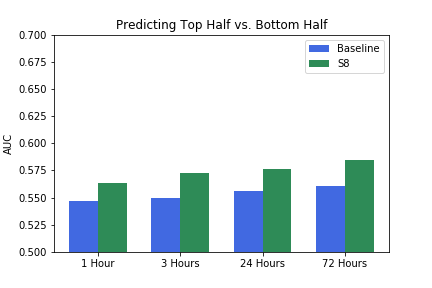 Predicting Top Half vs. Bottom Half
0.700
0.675
0.650
0.625
0.600
0.575
0.550
0.525
0.500
AUC
Baseline
S8
1 Hour
3 Hours
24 Hours
72 Hours